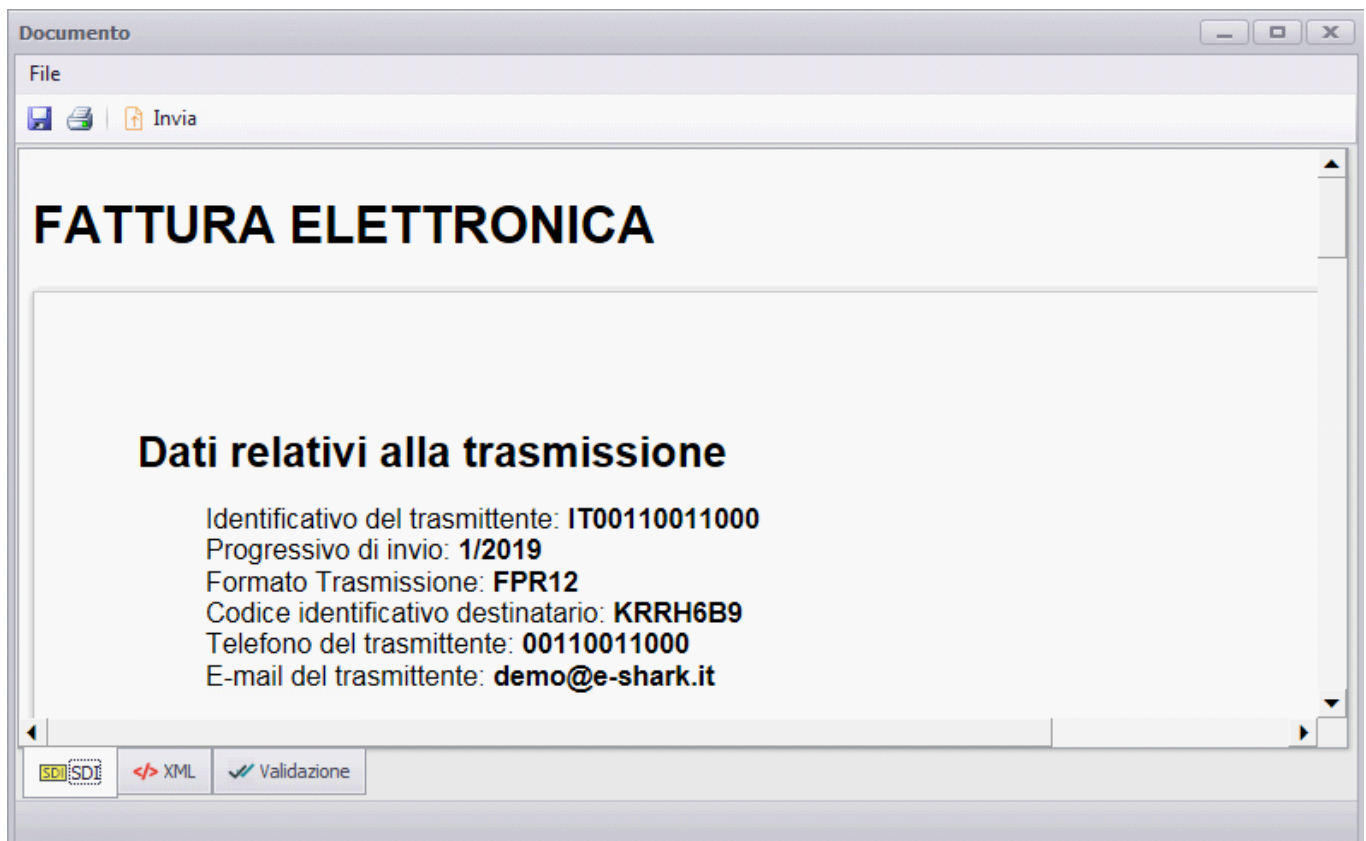 Documento
File
Invia
FATTURA ELETTRONICA
Dati relativi alla trasmissione
Identificativo del trasmittente: IT00110011000
Progressivo di invio: 1/2019
Formato Trasmissione: FPR12
Codice identificativo destinatario: KRRH6B9
Telefono del trasmittente: 00110011000
E-mail del trasmittente: demo@e-shark.it
SDI SDI </> XML Validazione